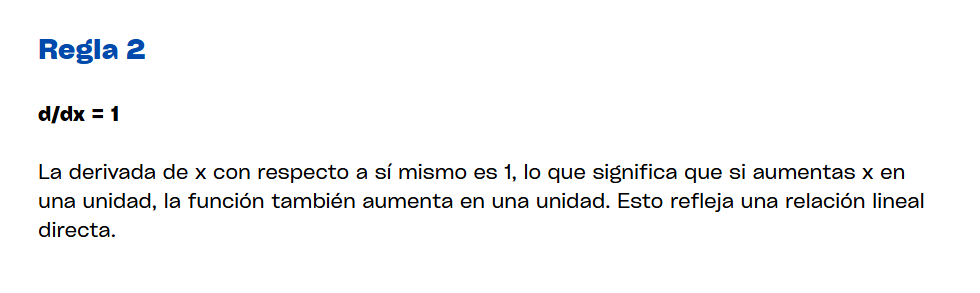 Regla 2
d/dx = 1
La derivada de x con respecto a sí mismo es 1, lo que significa que si aumentas x en
una unidad, la función también aumenta en una unidad. Esto refleja una relación lineal
directa.